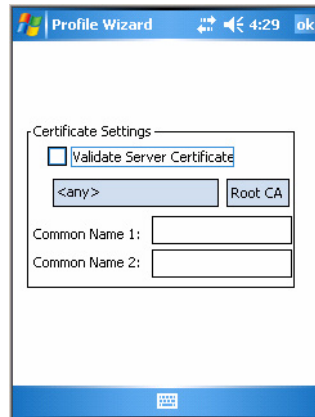 Profile Wizard 4:29 ok
Certificate Settings
Validate Server Certificate
<any> Root CA
Common Name 1:
Common Name 2: